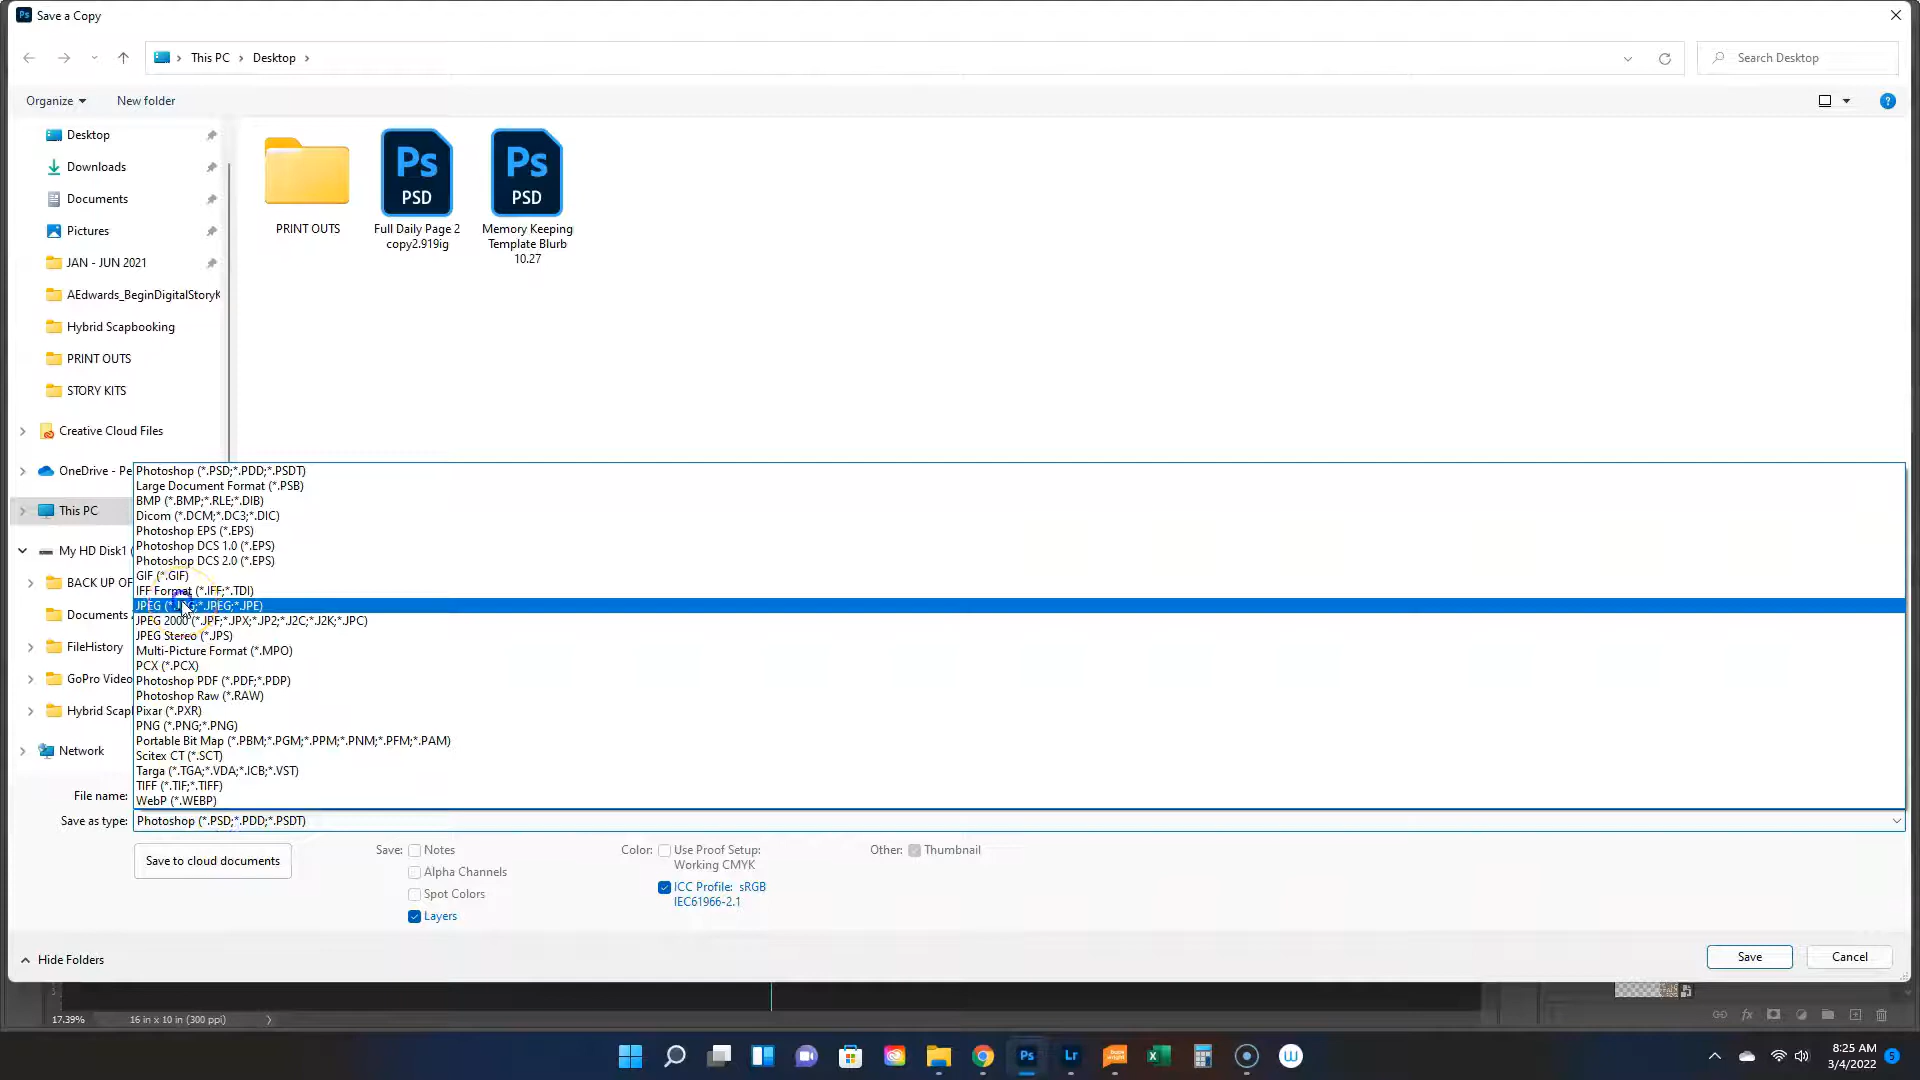 Ps Save a Copy
This PC
Desktop
Search Desktop
Organize
New folder
Desktop
Downloads
Documents
Pictures
JAN - JUN 2021
AEdwards_BeginDigitalStoryK
Hybrid Scapbooking
PRINT OUTS
STORY KITS
Creative Cloud Files
OneDrive - Pe
This PC
My HD Disk1 (
BACK UP OF
Documents
FileHistory
GoPro Video
Hybrid Scap
Network
Ps
PSD
Ps
PSD
PRINT OUTS
Full Daily Page 2
copy2.919ig
Memory Keeping
Template Blurb
10.27
Photoshop (*.PSD;*.PDD;*.PSDT)
Large Document Format (*.PSB)
BMP (*.BMP;*.RLE;*.DIB)
Dicom (*.DCM;*.DC3;*.DIC)
Photoshop EPS (*.EPS)
Photoshop DCS 1.0 (*.EPS)
Photoshop DCS 2.0 (*.EPS)
GIF (*.GIF)
IFF Format (*.IFF;*.TDI)
JPEG (*.JPG;*.JPEG;*.JPE)
JPEG 2000 (*.JPF;*.JPX;*.JP2;*.J2C;*.J2K;*.JPC)
JPEG Stereo (*.JPS)
Multi-Picture Format (*.MPO)
PCX (*.PCX)
Photoshop PDF (*.PDF;*.PDP)
Photoshop Raw (*.RAW)
Pixar (*.PXR)
PNG (*.PNG;*.PNG)
Portable Bit Map (*.PBM;*.PGM;*.PPM;*.PNM;*.PFM;*.PAM)
Scitex CT (*.SCT)
Targa (*.TGA;*.VDA;*.ICB;*.VST)
TIFF (*.TIF;*.TIFF)
WebP (*.WEBP)
File name:
Save as type: Photoshop (*.PSD;*.PDD;*.PSDT)
Save to cloud documents
Save: Notes
Alpha Channels
Spot Colors
Layers
Color: Use Proof Setup:
Working CMYK
ICC Profile: sRGB
IEC61966-2.1
Other: Thumbnail
Hide Folders
Save
Cancel
17.39%
16 in x 10 in (300 ppi)
fx
Ps
Lr
8:25 AM
3/4/2022
5